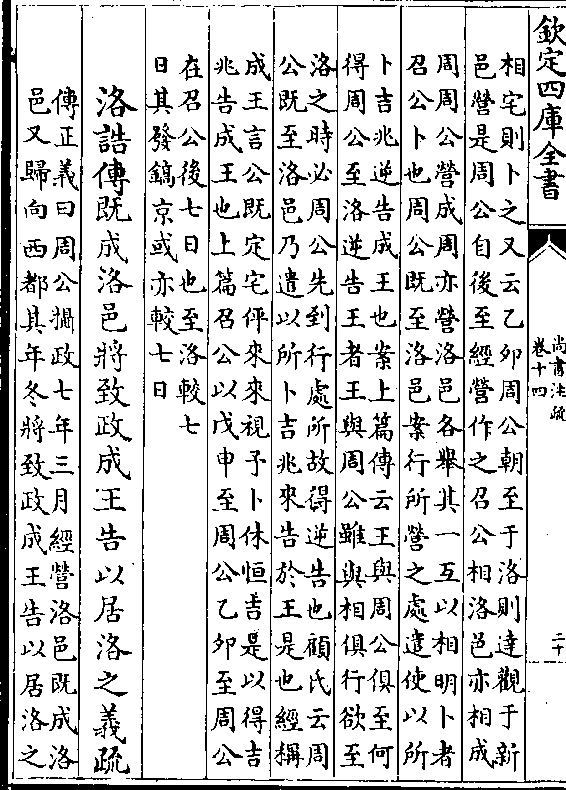 欽定四庫全書
尚書注疏
卷十四
二十
相宅則卜之又云乙卯周公朝至于洛則達觀于新
邑營是周公自後至經營作之召公相洛邑亦相成
周周公營成周亦營洛邑各舉其一互以相明卜者
召公卜也周公既至洛邑案行所營之處遣使以所
卜吉兆逆告成王也案上篇傳云王與周公俱至何
得周公至洛逆告王者王與周公雖與相俱行欲至
洛之時必周公先到行處所故得逆告也顧氏云周
公既至洛邑乃遣以所卜吉兆來告於王是也經稱
成王言公既定宅伻來來視予卜休恒吉是以得吉
兆告成王也上篇召公以戊申至周公乙卯至周公
在召公後七日也至洛較七
日其發鎬京或亦較七日
洛誥傳既成洛邑將致政成王告以居洛之義疏
傳正義曰周公攝政七年三月經營洛邑既成洛
邑又歸向西都其年冬將致政成王告以居洛之